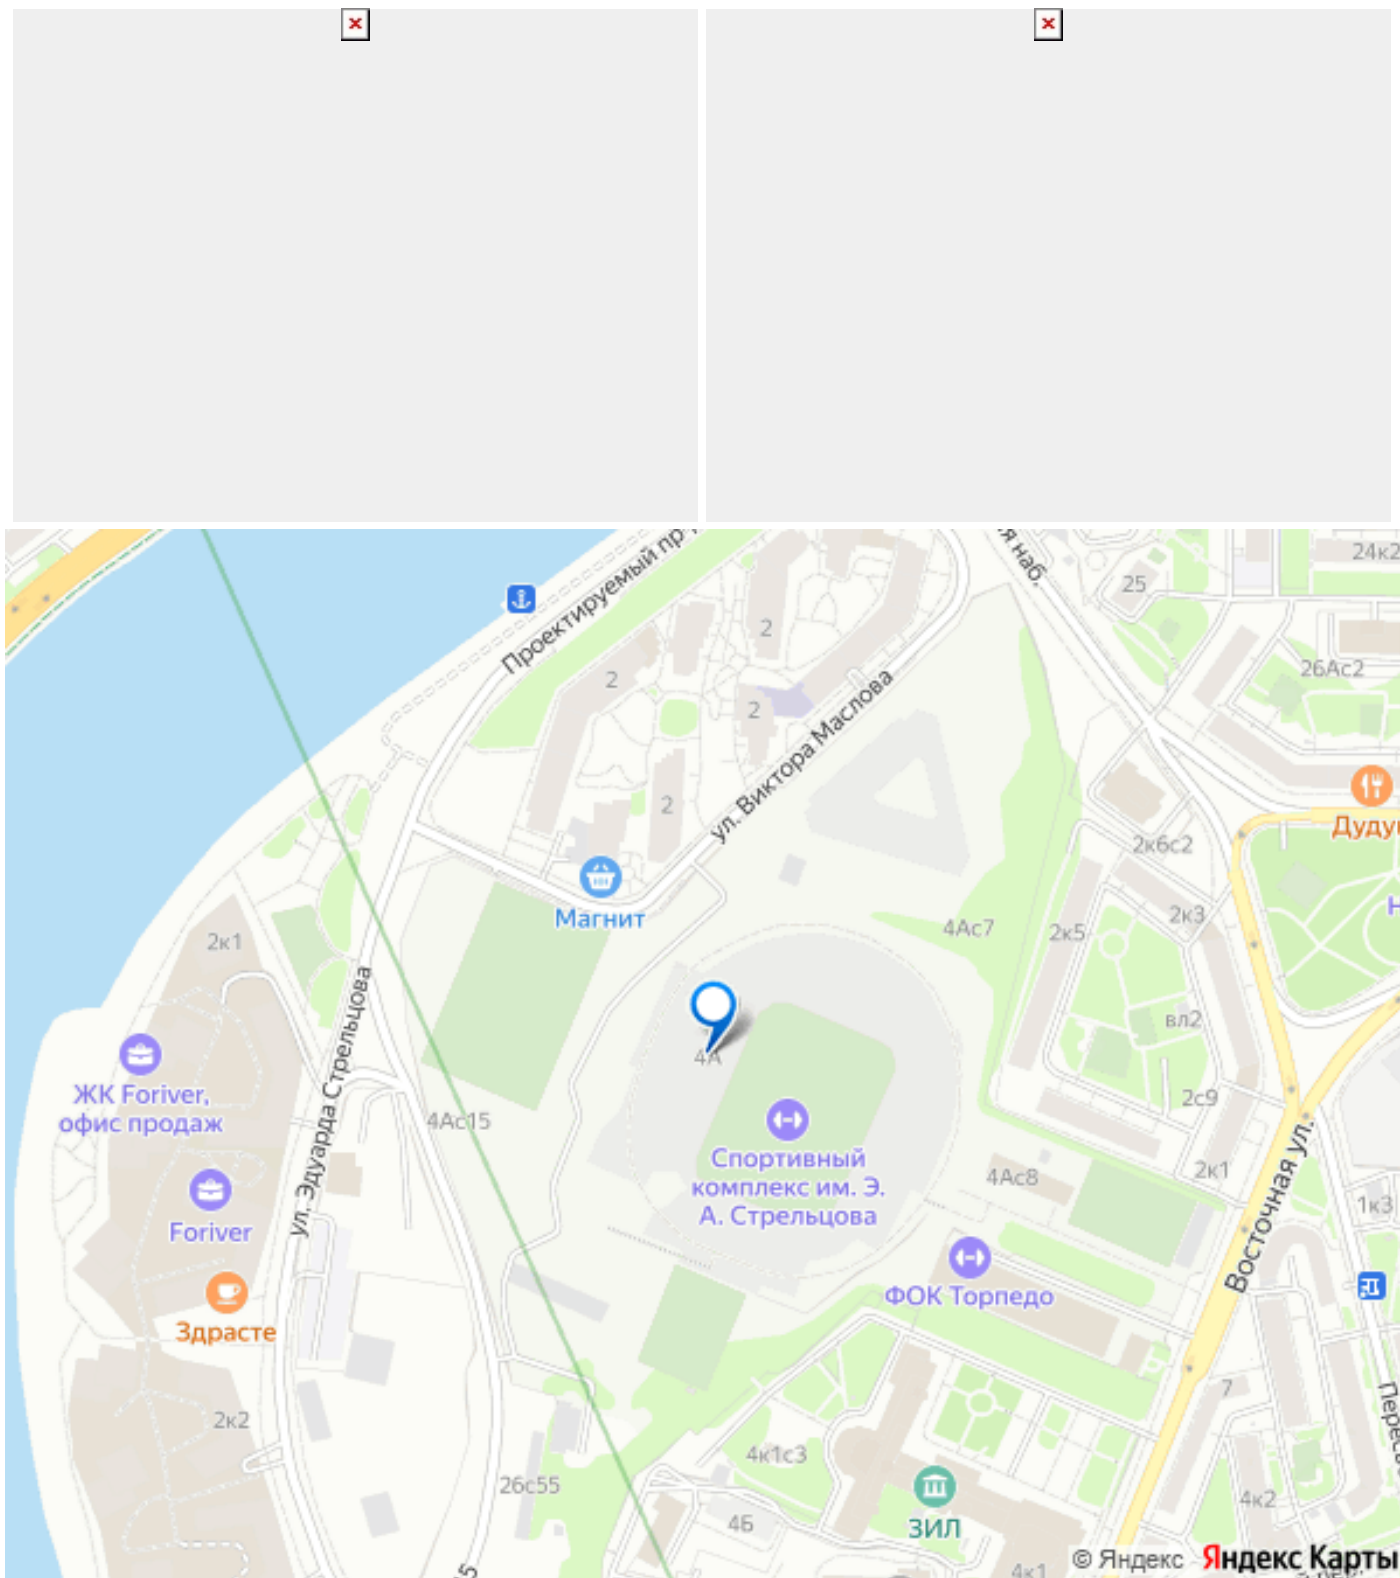 Проектируемый пр
я наб.
24к2
25
2
26Ас2
2
2
ул. Виктора Маслова
2
Дуду
2к6с2
Магнит
2к3
4Ас7
2к5
2к1
вл2
4А
ул. Эдуарда Стрельцова
ЖК Foriver,
офис продаж
4Ас15
2с9
Спортивный
комплекс им. Э.
А. Стрельцова
4Ас8
2к1
Восточная ул.
1к3
Foriver
ФОК Торпедо
Здрасте
7
2к2
4к1с3
26с55
4к2
4Б
ЗИЛ
4к1
5
© Яндекс Яндекс Карты